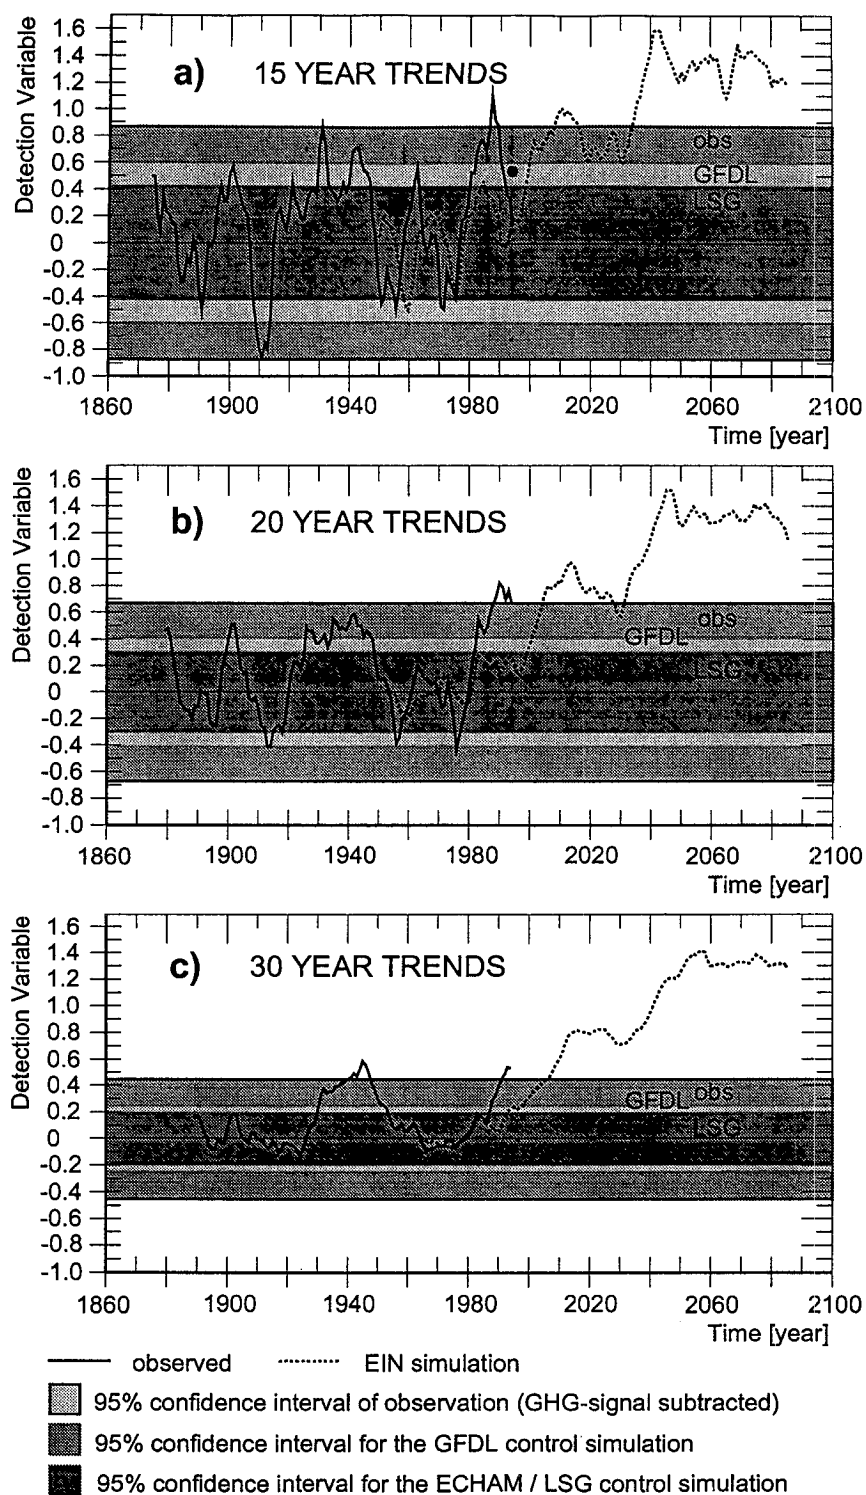 Detection Variable
1.6
1.4
1.2
1.0
0.8
0.6
0.4
0.2
0
-0.2
-0.4
-0.6
-0.8
-1.0
a) 15 YEAR TRENDS
obs
GFDL
LSG
1860 1900 1940 1980 2020 2060 2100
Time [year]
Detection Variable
1.6
1.4
1.2
1.0
0.8
0.6
0.4
0.2
0
-0.2
-0.4
-0.6
-0.8
-1.0
b) 20 YEAR TRENDS
obs
GFDL
LSG
1860 1900 1940 1980 2020 2060 2100
Time [year]
Detection Variable
1.6
1.4
1.2
1.0
0.8
0.6
0.4
0.2
0
-0.2
-0.4
-0.6
-0.8
-1.0
c) 30 YEAR TRENDS
obs
GFDL
LSG
1860 1900 1940 1980 2020 2060 2100
Time [year]
observed EIN simulation
95% confidence interval of observation (GHG-signal subtracted)
95% confidence interval for the GFDL control simulation
95% confidence interval for the ECHAM / LSG control simulation